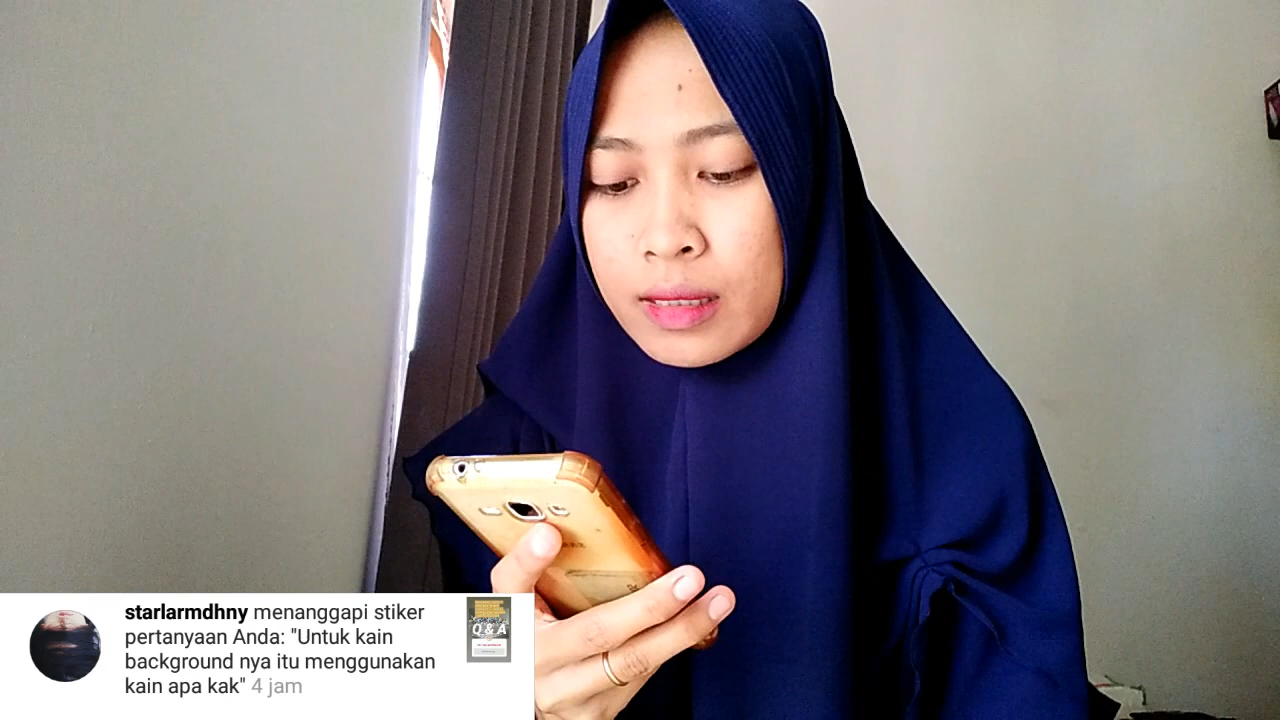 starlarmdhny menanggapi stiker
pertanyaan Anda: "Untuk kain
background nya itu menggunakan
kain apa kak" 4 jam
Q & A